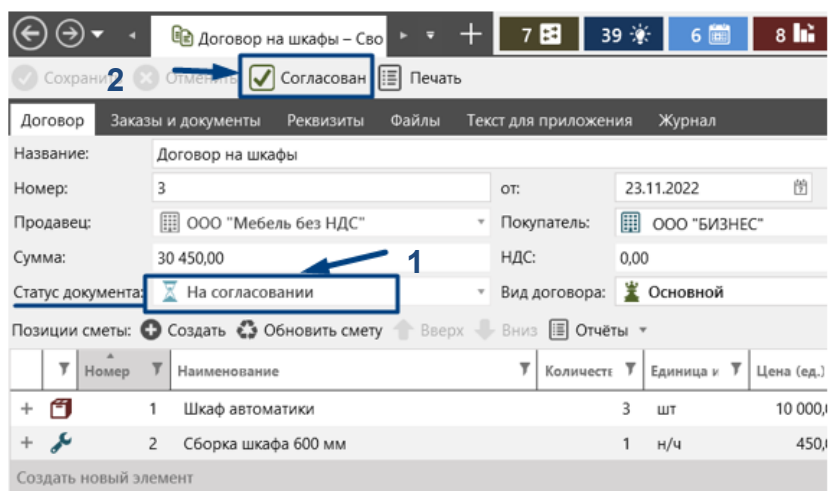 Договор на шкафы – Сво 7 39 6 8
Сохранит 2 Отменить Согласован Печать
Договор Заказы и документы Реквизиты Файлы Текст для приложения Журнал
Название: Договор на шкафы
Номер: 3 от: 23.11.2022
Продавец: ООО "Мебель без НДС" Покупатель: ООО "БИЗНЕС"
Сумма: 30 450,00 1 НДС: 0,00
Статус документа: На согласовании Вид договора: Основной
Позиции сметы: Создать Обновить смету Вверх Вниз Отчёты
Номер Наименование Количест Единица и Цена (ед.)
1 Шкаф автоматики 3 шт 10 000,
2 Сборка шкафа 600 мм 1 н/ч 450,
Создать новый элемент